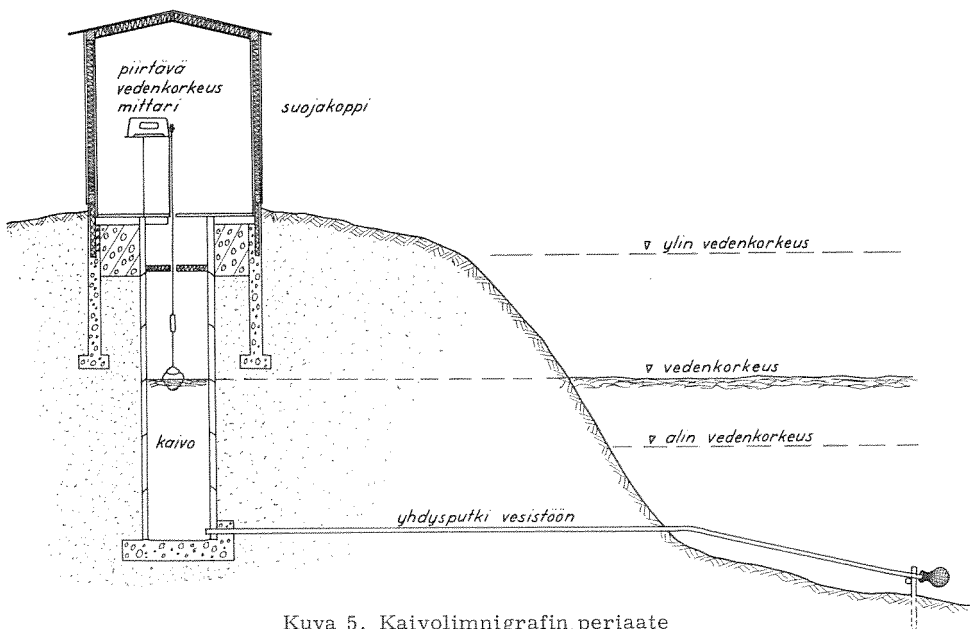 piirtävä
vedenkorkeus
mittari
suojakoppi
ylin vedenkorkeus
vedenkorkeus
alin vedenkorkeus
kaivo
yhdysputki vesistöön
Kuva 5. Kaivolimnigrafin periaate